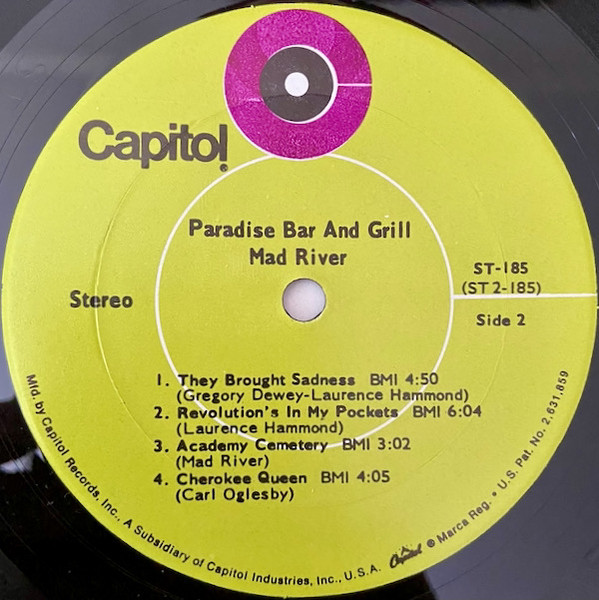 Capitol®
Paradise Bar And Grill
Mad River
ST-185
(ST 2-185)
Stereo
Side 2
1. They Brought Sadness BMI 4:50
(Gregory Dewey-Laurence Hammond)
2. Revolution's In My Pockets BMI 6:04
(Laurence Hammond)
3. Academy Cemetery BMI 3:02
(Mad River)
4. Cherokee Queen BMI 4:05
(Carl Oglesby)
Mfd. by Capitol Records, Inc., A Subsidiary of Capitol Industries, Inc., U.S.A. Capitol ® Marca Reg. • U.S. Pat. No. 2,631,859